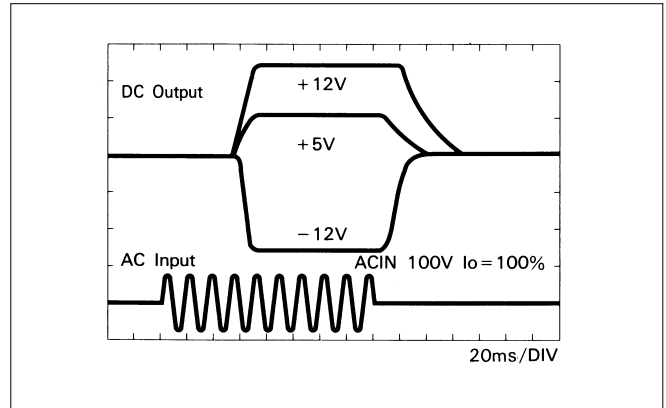 DC Output
+12V
+5V
−12V
AC Input
ACIN 100V Io=100%
20ms/DIV